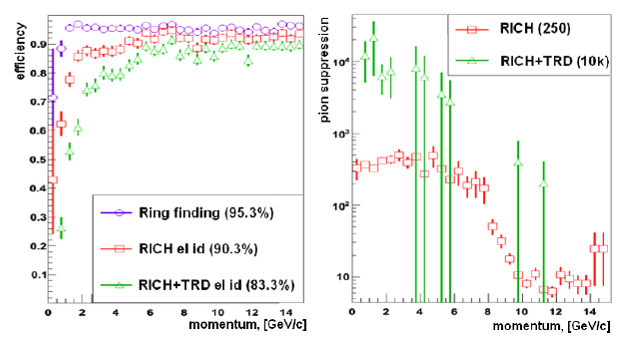 efficiency
0.9
0.8
0.7
0.6
0.5
0.4
0.3
0.2
0.1
Ring finding (95.3%)
RICH el id (90.3%)
RICH+TRD el id (83.3%)
0 2 4 6 8 10 12 14
momentum, [GeV/c]
pion suppression
RICH (250)
RICH+TRD (10k)
10⁴
10³
10²
10
0 2 4 6 8 10 12 14
momentum, [GeV/c]